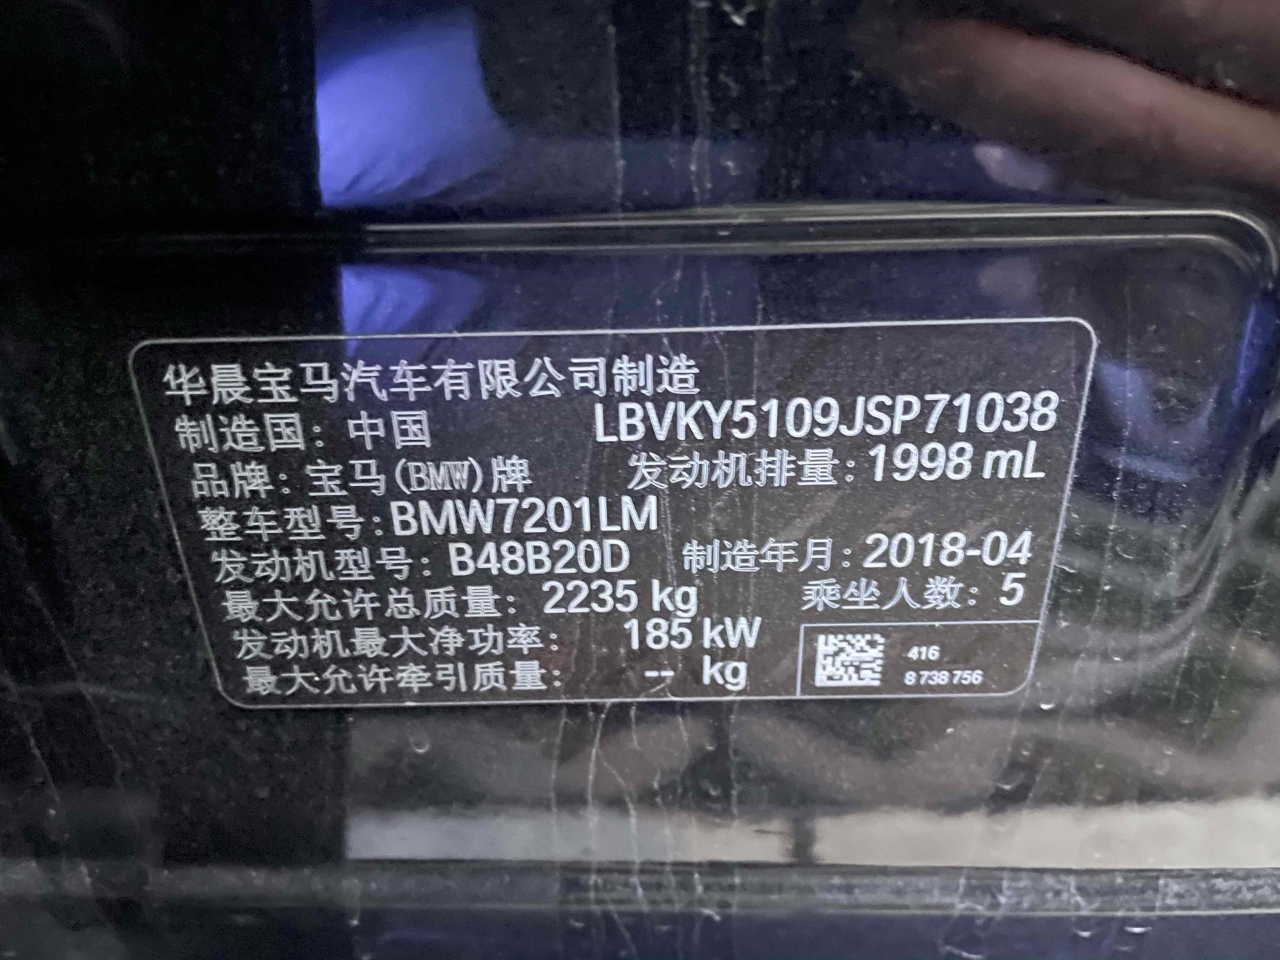 华晨宝马汽车有限公司制造
制造国：中国 LBVKY5109JSP71038
品牌：宝马(BMW)牌 发动机排量：1998 mL
整车型号：BMW7201LM
发动机型号：B48B20D 制造年月：2018-04
最大允许总质量：2235 kg 乘坐人数：5
发动机最大净功率：185 kW
最大允许牵引质量：-- kg
416
8 738 756